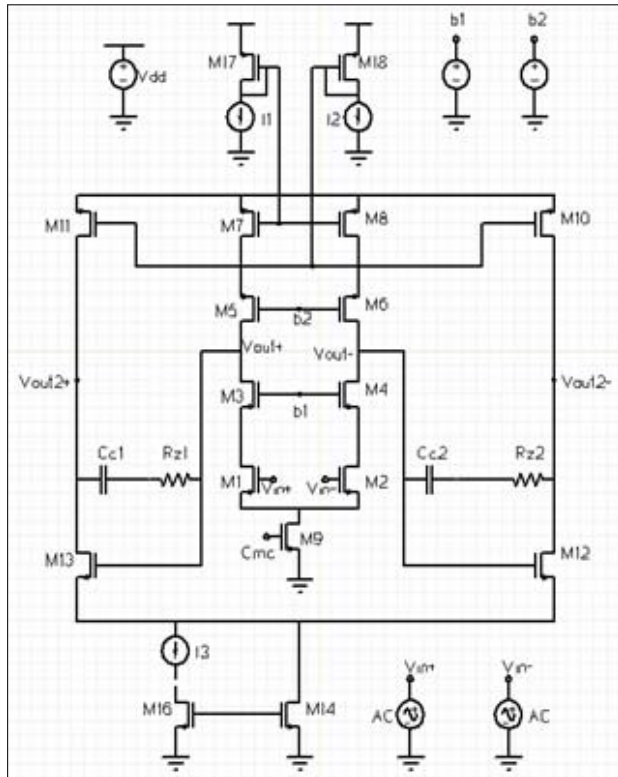 b1 b2
M17 M18
Vdd
I1 I2
M11 M7 M8 M10
M5 M6
b2
Vout+ Vout-
Vout2+ Vout2-
M3 M4
b1
Cc1 Rz1 Cc2 Rz2
M1 Vin+ Vin- M2
M13 M9 M12
Cmc
I3
Vin+ Vin-
M16 M14 AC AC